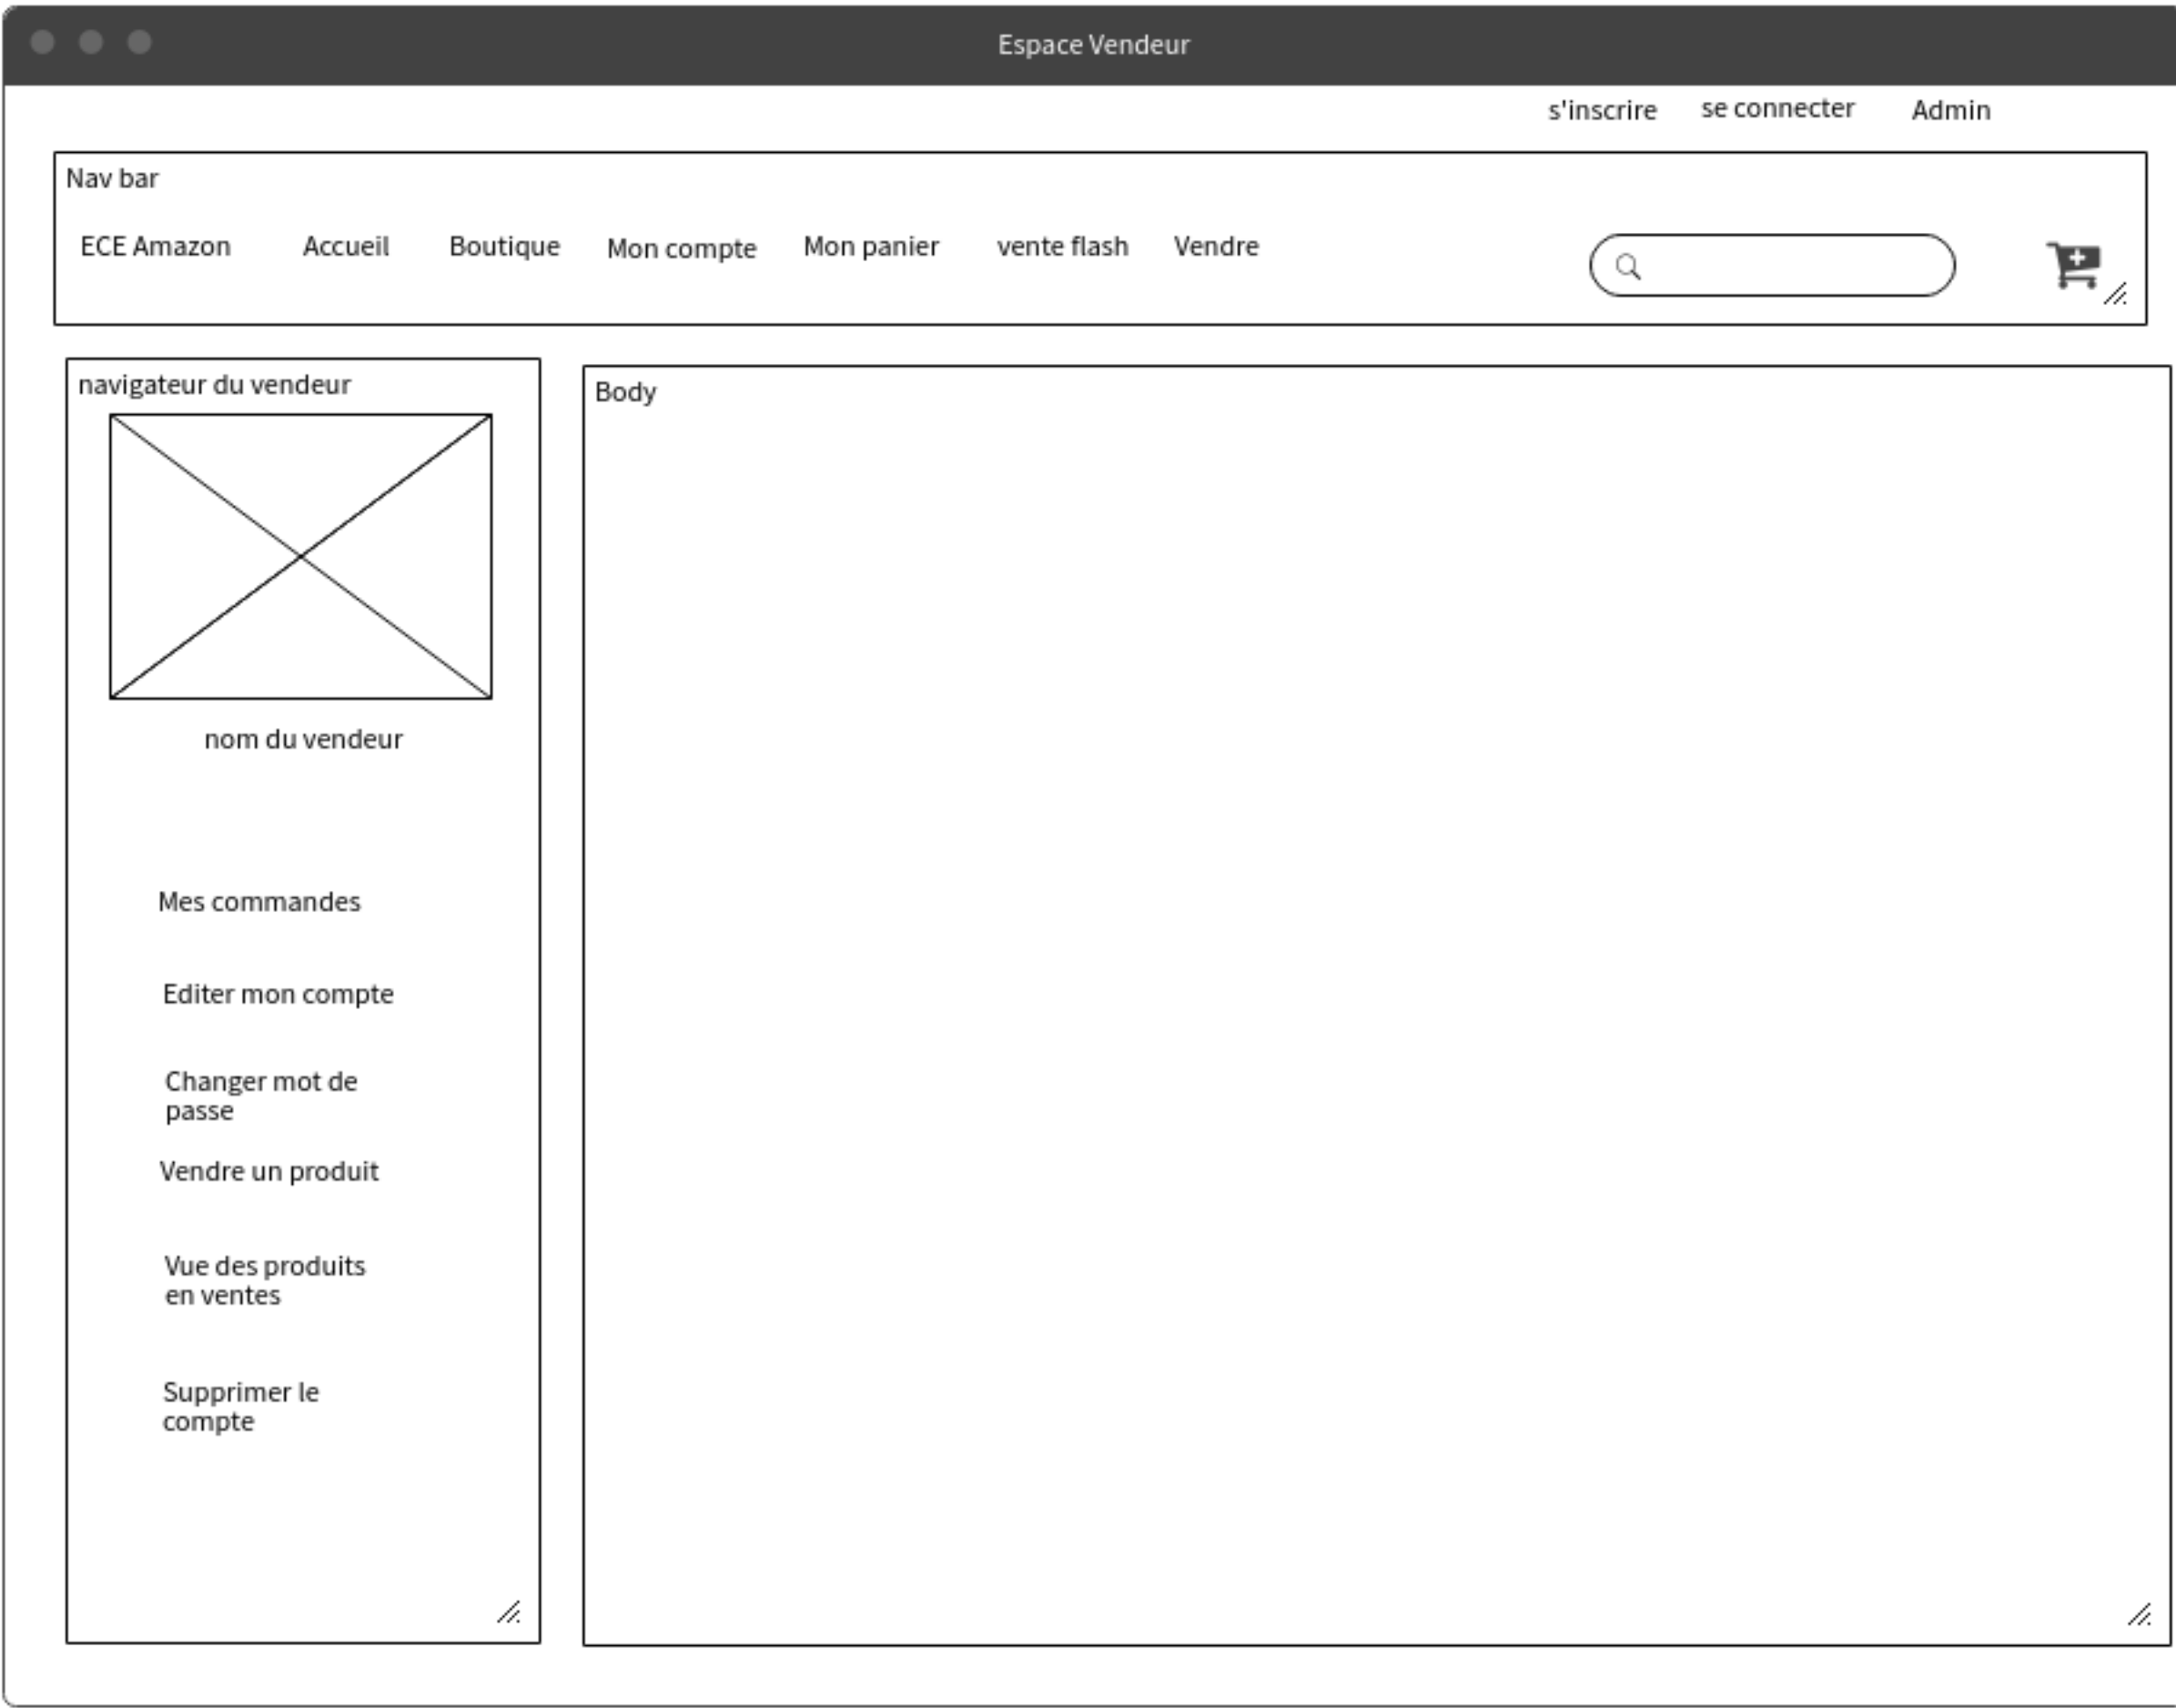 Espace Vendeur
s'inscrire se connecter Admin
Nav bar
ECE Amazon Accueil Boutique Mon compte Mon panier vente flash Vendre
navigateur du vendeur
nom du vendeur
Mes commandes
Editer mon compte
Changer mot de
passe
Vendre un produit
Vue des produits
en ventes
Supprimer le
compte
Body